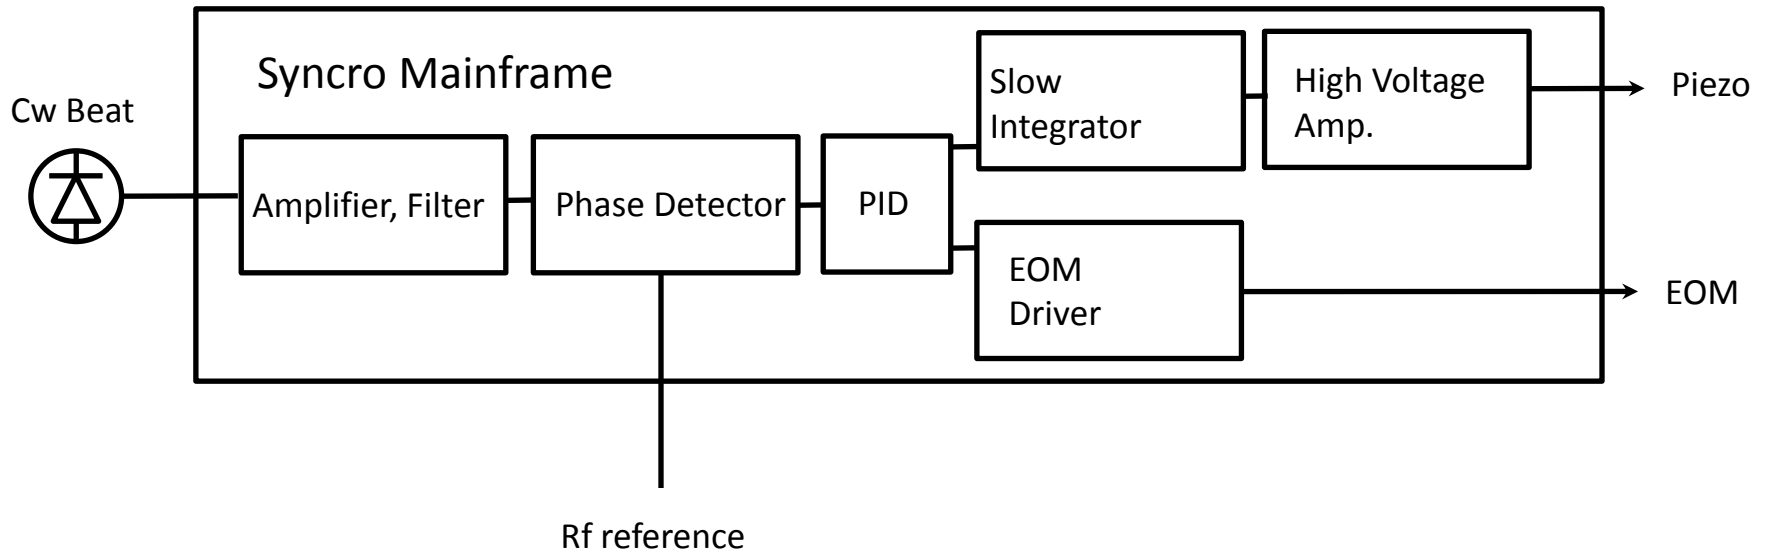 Syncro Mainframe
Cw Beat
Amplifier, Filter
Phase Detector
PID
Slow
Integrator
High Voltage
Amp.
Piezo
EOM
Driver
EOM
Rf reference